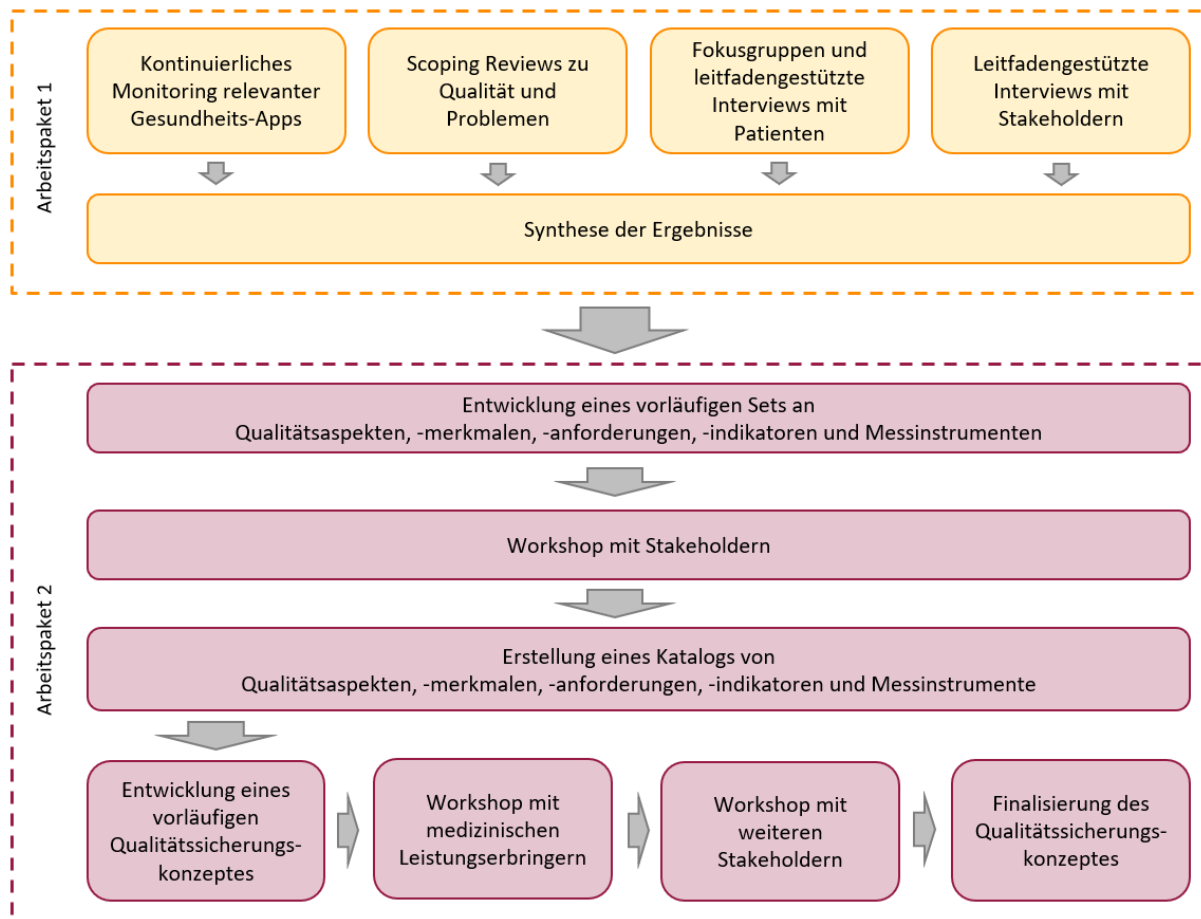 Arbeitspaket 1
Kontinuierliches
Monitoring relevanter
Gesundheits-Apps
Scoping Reviews zu
Qualität und
Problemen
Fokusgruppen und
leitfadengestützte
Interviews mit
Patienten
Leitfadengestützte
Interviews mit
Stakeholdern
Synthese der Ergebnisse
Arbeitspaket 2
Entwicklung eines vorläufigen Sets an
Qualitätsaspekten, -merkmalen, -anforderungen, -indikatoren und Messinstrumenten
Workshop mit Stakeholdern
Erstellung eines Katalogs von
Qualitätsaspekten, -merkmalen, -anforderungen, -indikatoren und Messinstrumente
Entwicklung eines
vorläufigen
Qualitätssicherungs-
konzeptes
Workshop mit
medizinischen
Leistungserbringern
Workshop mit
weiteren
Stakeholdern
Finalisierung des
Qualitätssicherungs-
konzeptes